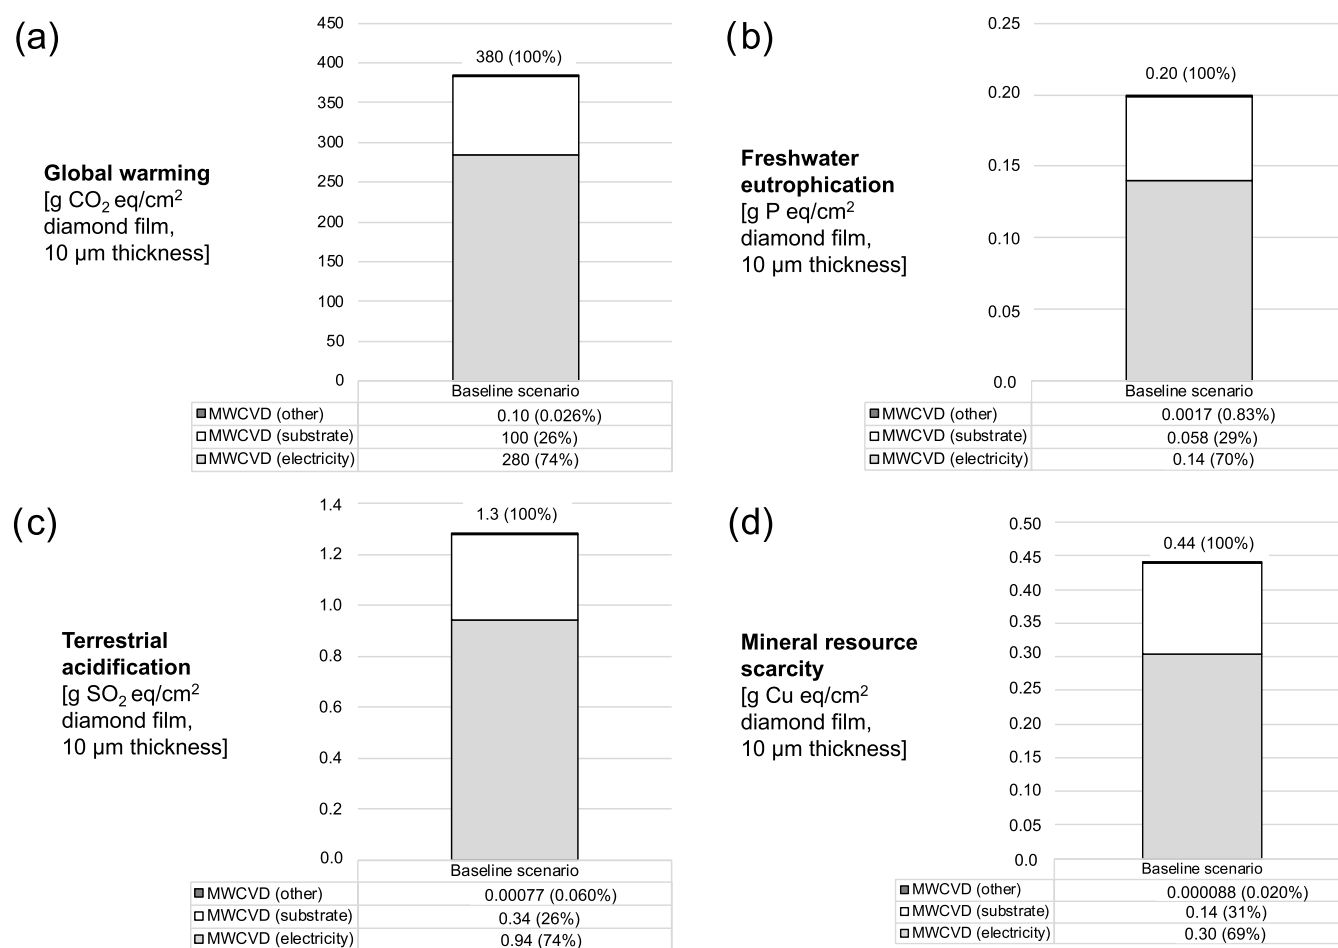 (a)
Global warming
[g CO2 eq/cm2
diamond film,
10 µm thickness]
450
400
350
300
250
200
150
100
50
0
380 (100%)
Baseline scenario
MWCVD (other) 0.10 (0.026%)
MWCVD (substrate) 100 (26%)
MWCVD (electricity) 280 (74%)
(b)
Freshwater
eutrophication
[g P eq/cm2
diamond film,
10 µm thickness]
0.25
0.20
0.15
0.10
0.05
0.0
0.20 (100%)
Baseline scenario
MWCVD (other) 0.0017 (0.83%)
MWCVD (substrate) 0.058 (29%)
MWCVD (electricity) 0.14 (70%)
(c)
Terrestrial
acidification
[g SO2 eq/cm2
diamond film,
10 µm thickness]
1.4
1.2
1.0
0.8
0.6
0.4
0.2
0.0
1.3 (100%)
Baseline scenario
MWCVD (other) 0.00077 (0.060%)
MWCVD (substrate) 0.34 (26%)
MWCVD (electricity) 0.94 (74%)
(d)
Mineral resource
scarcity
[g Cu eq/cm2
diamond film,
10 µm thickness]
0.50
0.45
0.40
0.35
0.30
0.25
0.20
0.15
0.10
0.05
0.0
0.44 (100%)
Baseline scenario
MWCVD (other) 0.000088 (0.020%)
MWCVD (substrate) 0.14 (31%)
MWCVD (electricity) 0.30 (69%)